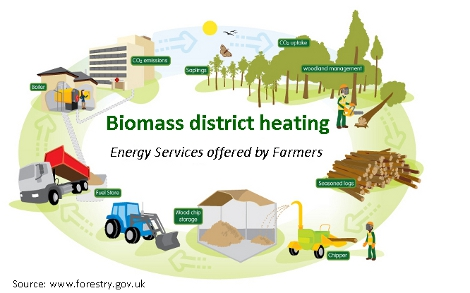 CO₂ uptake
CO₂ emissions
Saplings
woodland management
Boiler
Biomass district heating
Energy Services offered by Farmers
Seasoned logs
Fuel Store
Wood chip
storage
Chipper
Source: www.forestry.gov.uk